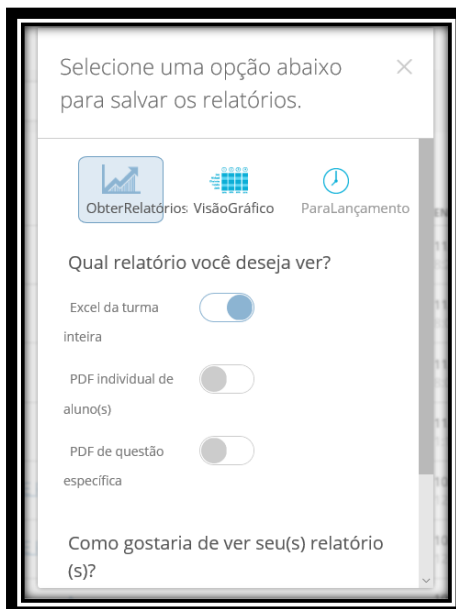 Selecione uma opção abaixo
para salvar os relatórios.
ObterRelatórios VisãoGráfico ParaLançamento
Qual relatório você deseja ver?
Excel da turma
inteira
PDF individual de
aluno(s)
PDF de questão
específica
Como gostaria de ver seu(s) relatório
(s)?